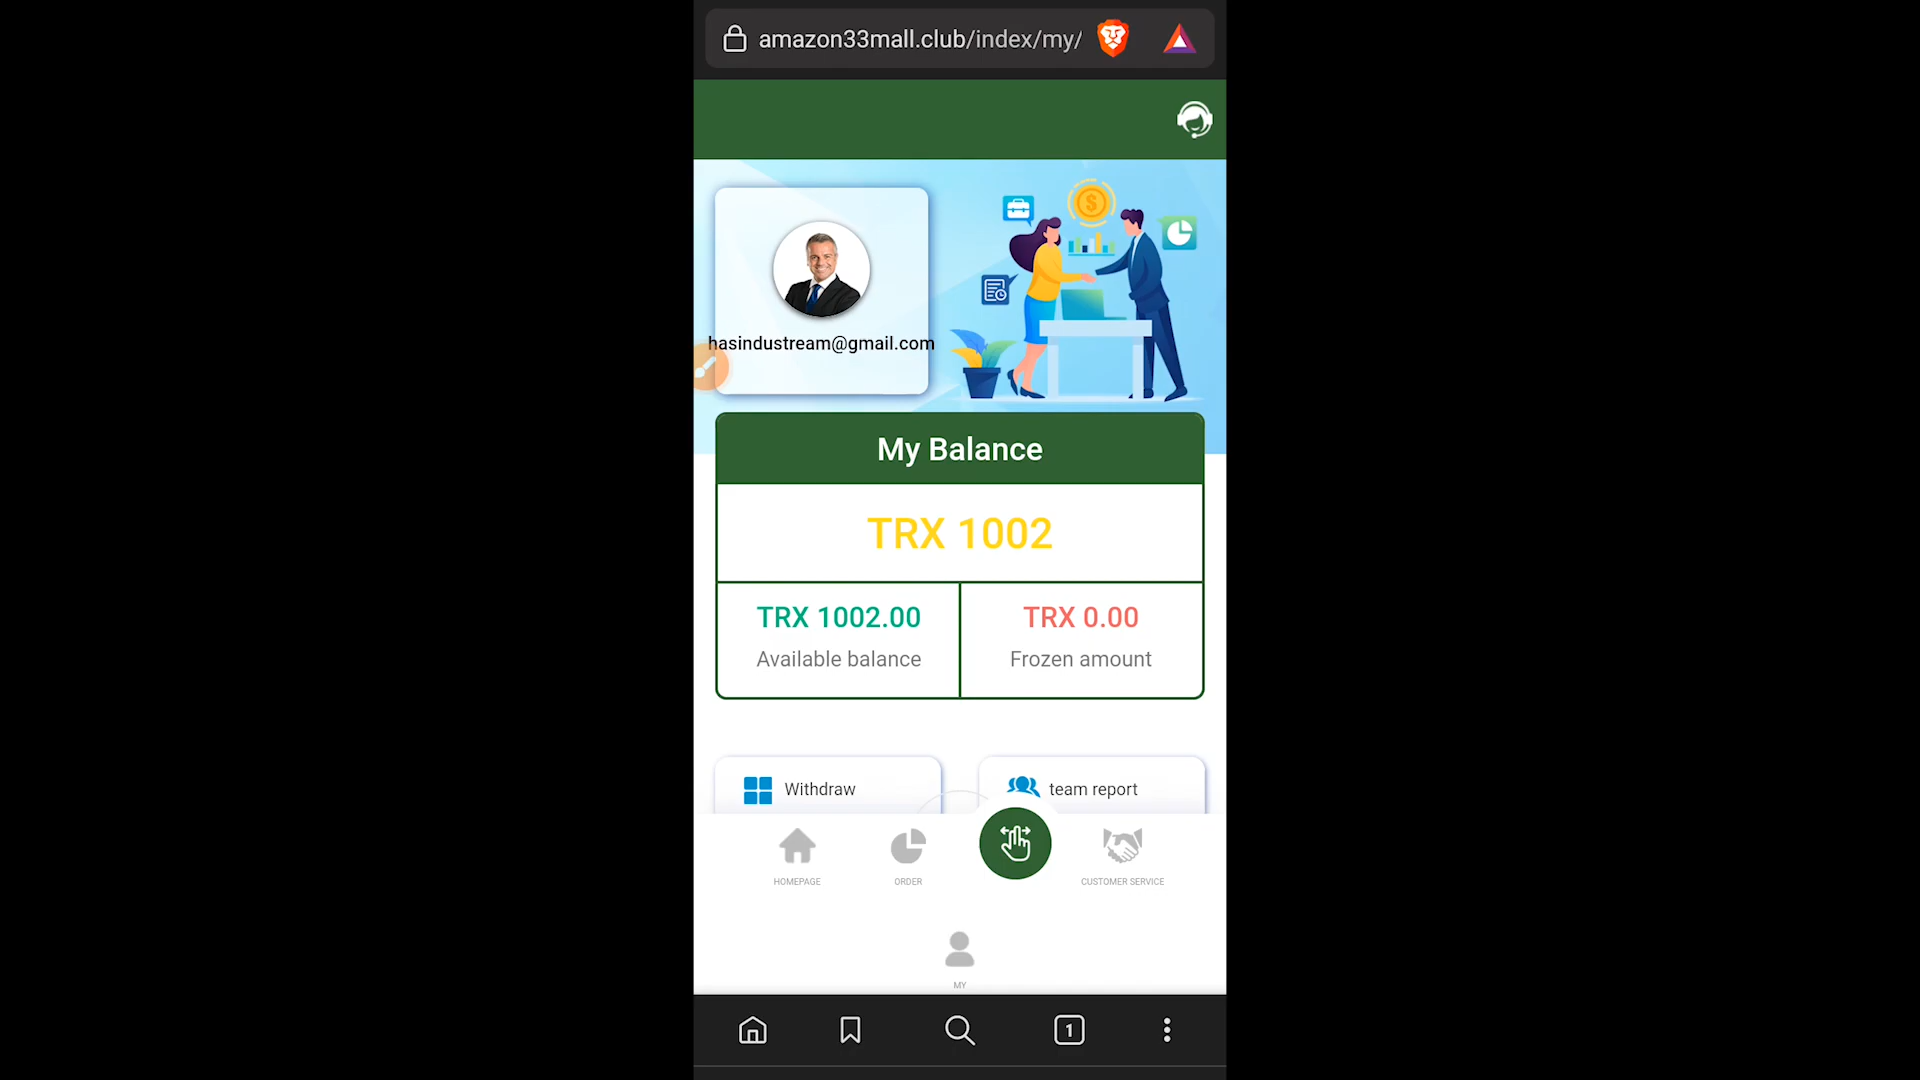 amazon33mall.club/index/my/
hasindustream@gmail.com
My Balance
TRX 1002
TRX 1002.00
Available balance
TRX 0.00
Frozen amount
Withdraw
team report
HOMEPAGE
ORDER
CUSTOMER SERVICE
MY
1